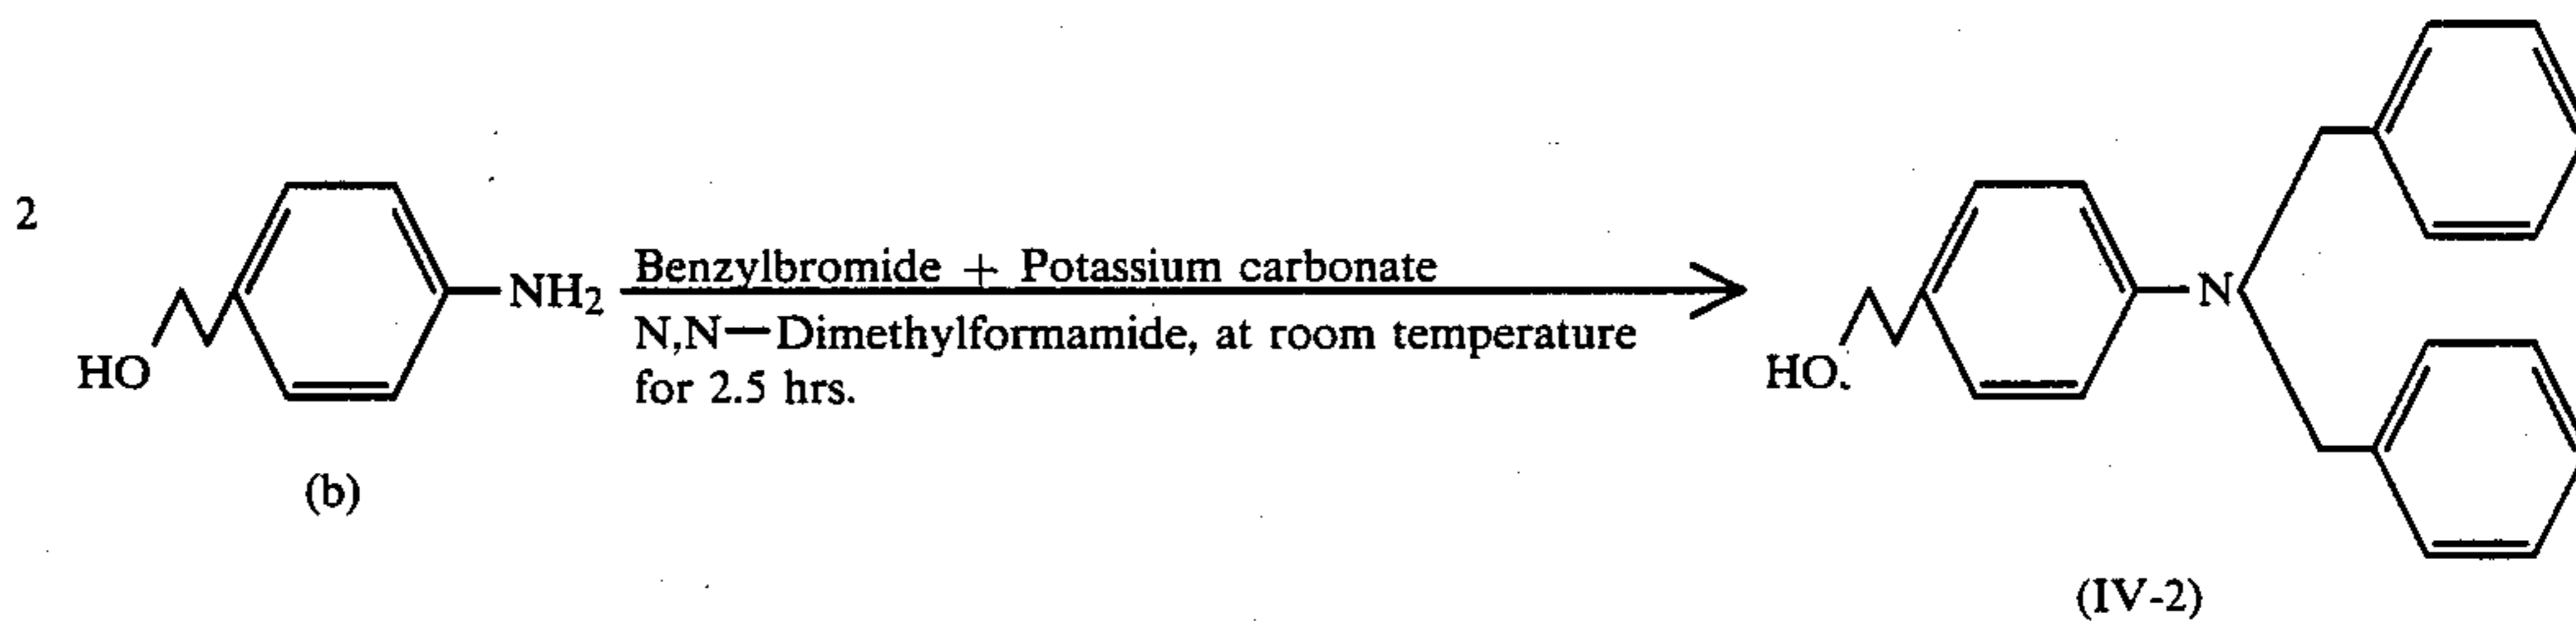 2
NH₂
HO
(b)
Benzylbromide + Potassium carbonate
N,N—Dimethylformamide, at room temperature
for 2.5 hrs.
N
HO.
(IV-2)